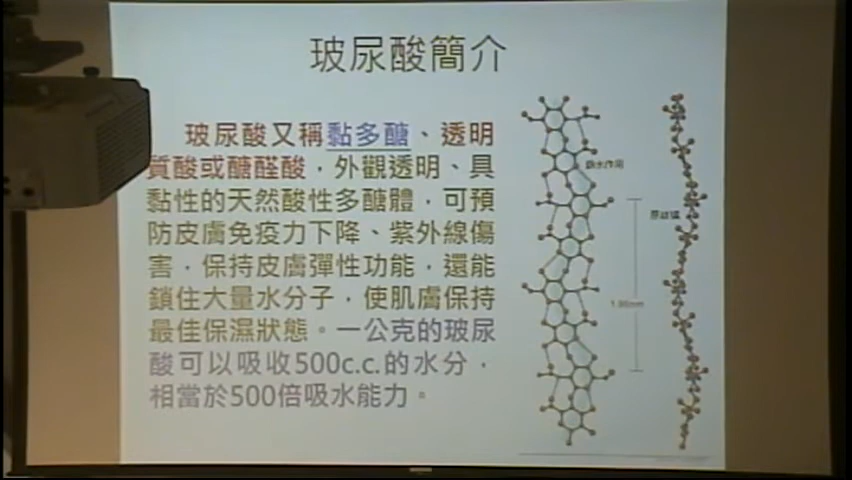 玻尿酸簡介
玻尿酸又稱黏多醣、透明
質酸或醣醛酸，外觀透明、具
黏性的天然酸性多醣體，可預
防皮膚免疫力下降、紫外線傷
害，保持皮膚彈性功能，還能
鎖住大量水分子，使肌膚保持
最佳保濕狀態。一公克的玻尿
酸可以吸收500c.c.的水分，
相當於500倍吸水能力。